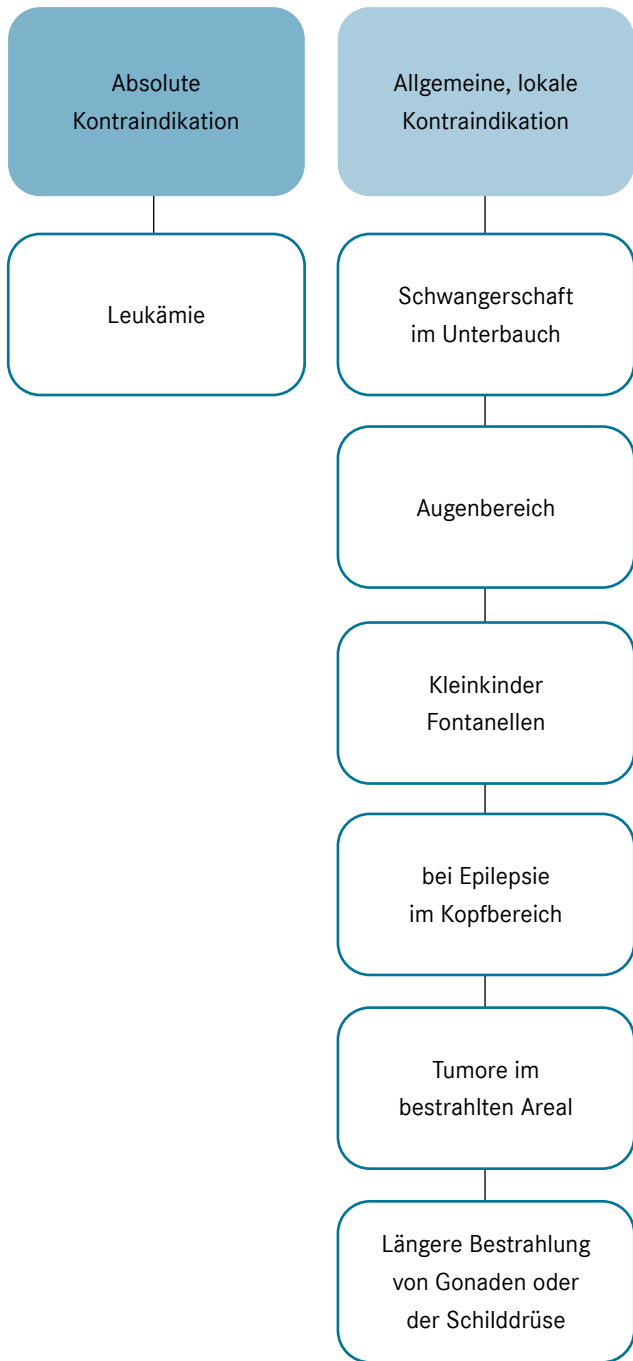 Absolute
Kontraindikation
Leukämie
Allgemeine, lokale
Kontraindikation
Schwangerschaft
im Unterbauch
Augenbereich
Kleinkinder
Fontanellen
bei Epilepsie
im Kopfbereich
Tumore im
bestrahlten Areal
Längere Bestrahlung
von Gonaden oder
der Schilddrüse